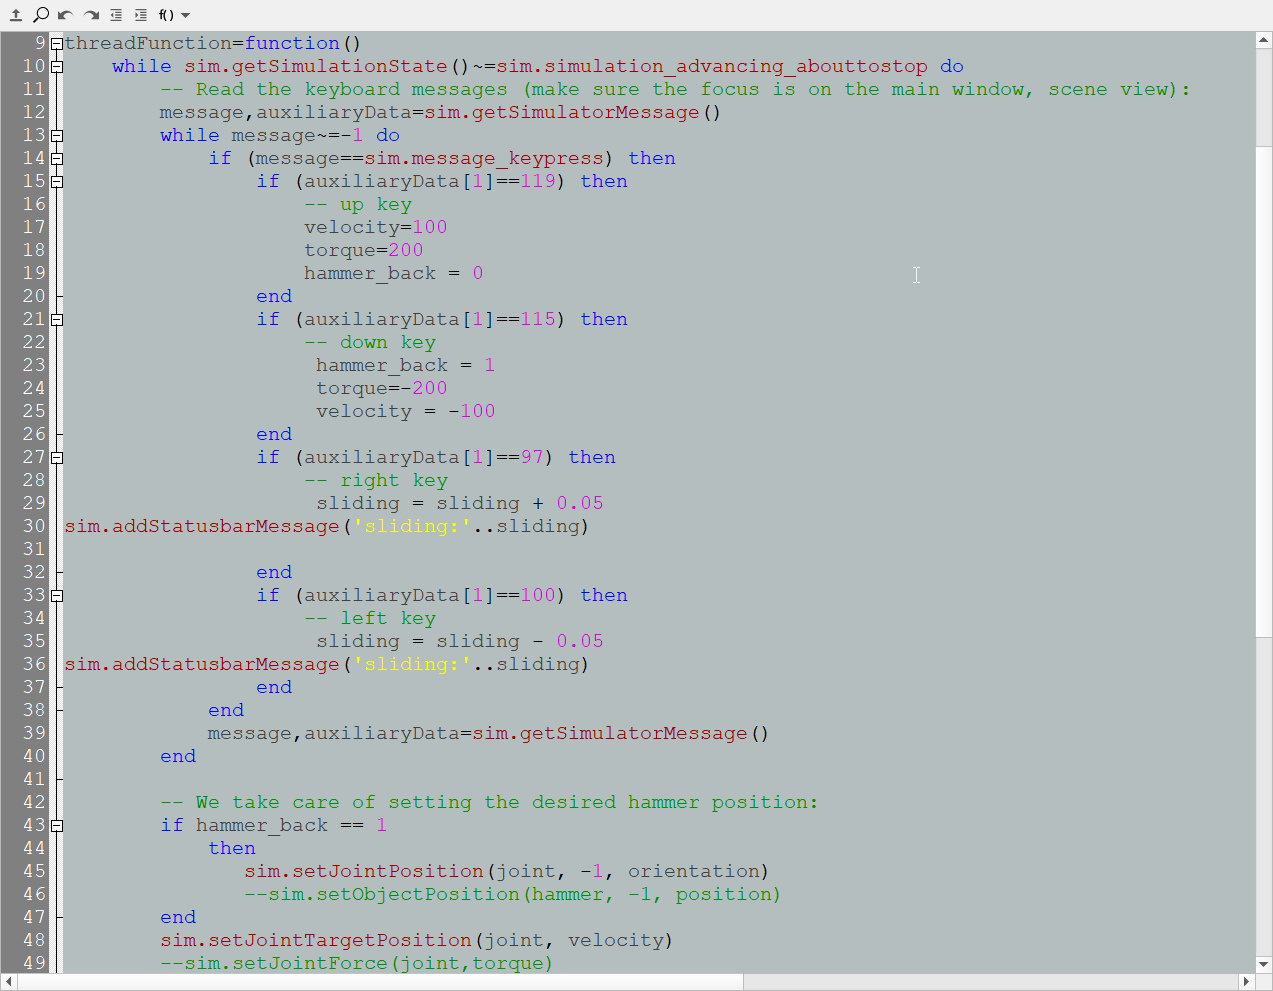 f()
9 threadFunction=function()
10     while sim.getSimulationState()~=sim.simulation_advancing_abouttostop do
11         -- Read the keyboard messages (make sure the focus is on the main window, scene view):
12         message,auxiliaryData=sim.getSimulatorMessage()
13         while message~=-1 do
14             if (message==sim.message_keypress) then
15                 if (auxiliaryData[1]==119) then
16                     -- up key
17                     velocity=100
18                     torque=200
19                     hammer_back = 0
20                 end
21                 if (auxiliaryData[1]==115) then
22                     -- down key
23                      hammer_back = 1
24                      torque=-200
25                      velocity = -100
26                 end
27                 if (auxiliaryData[1]==97) then
28                     -- right key
29                      sliding = sliding + 0.05
30 sim.addStatusbarMessage('sliding:'..sliding)
31
32                 end
33                 if (auxiliaryData[1]==100) then
34                     -- left key
35                      sliding = sliding - 0.05
36 sim.addStatusbarMessage('sliding:'..sliding)
37                 end
38             end
39             message,auxiliaryData=sim.getSimulatorMessage()
40         end
41
42         -- We take care of setting the desired hammer position:
43         if hammer_back == 1
44             then
45                sim.setJointPosition(joint, -1, orientation)
46                --sim.setObjectPosition(hammer, -1, position)
47         end
48         sim.setJointTargetPosition(joint, velocity)
49         --sim.setJointForce(joint,torque)